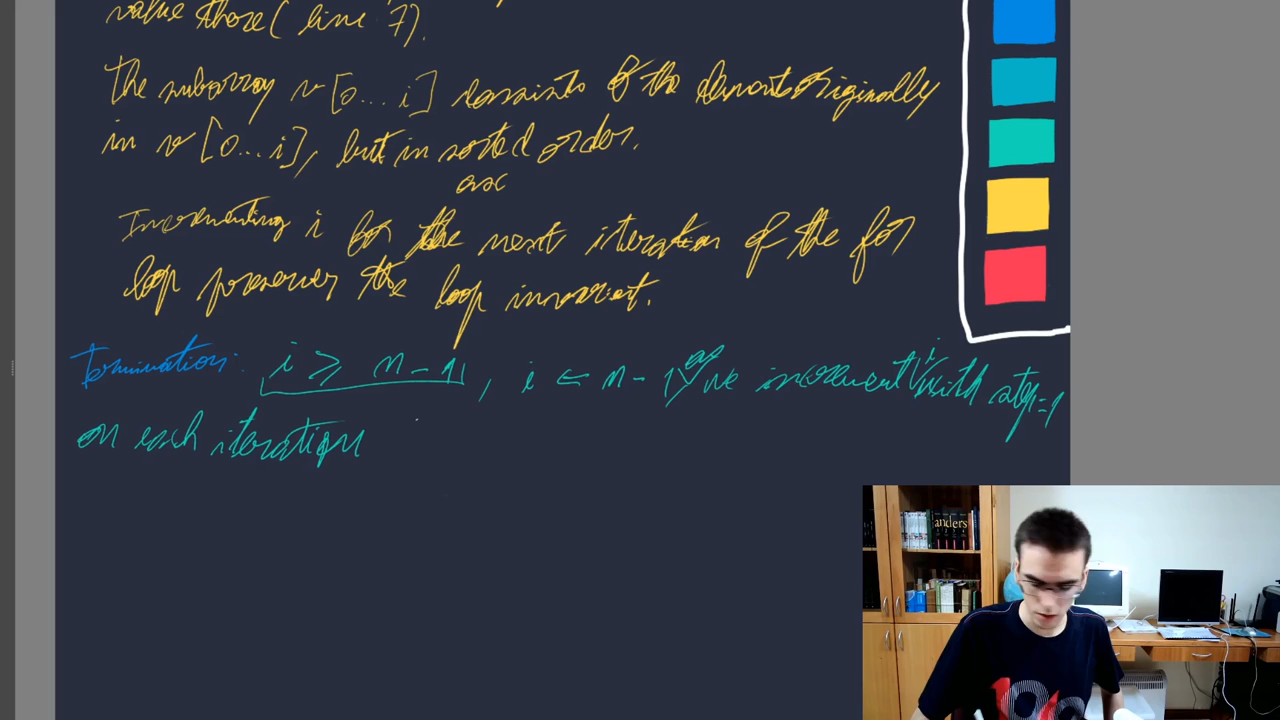 value those (line 7).
the subarray v[0...i] consists of the elements originally
in v[0...i], but in sorted order.
asc
Incrementing i for the next iteration of the for
loop preserves the loop invariant.
Termination: i ≥ n-1, i ← n-1, as we increment i with step=1
on each iteration
anders